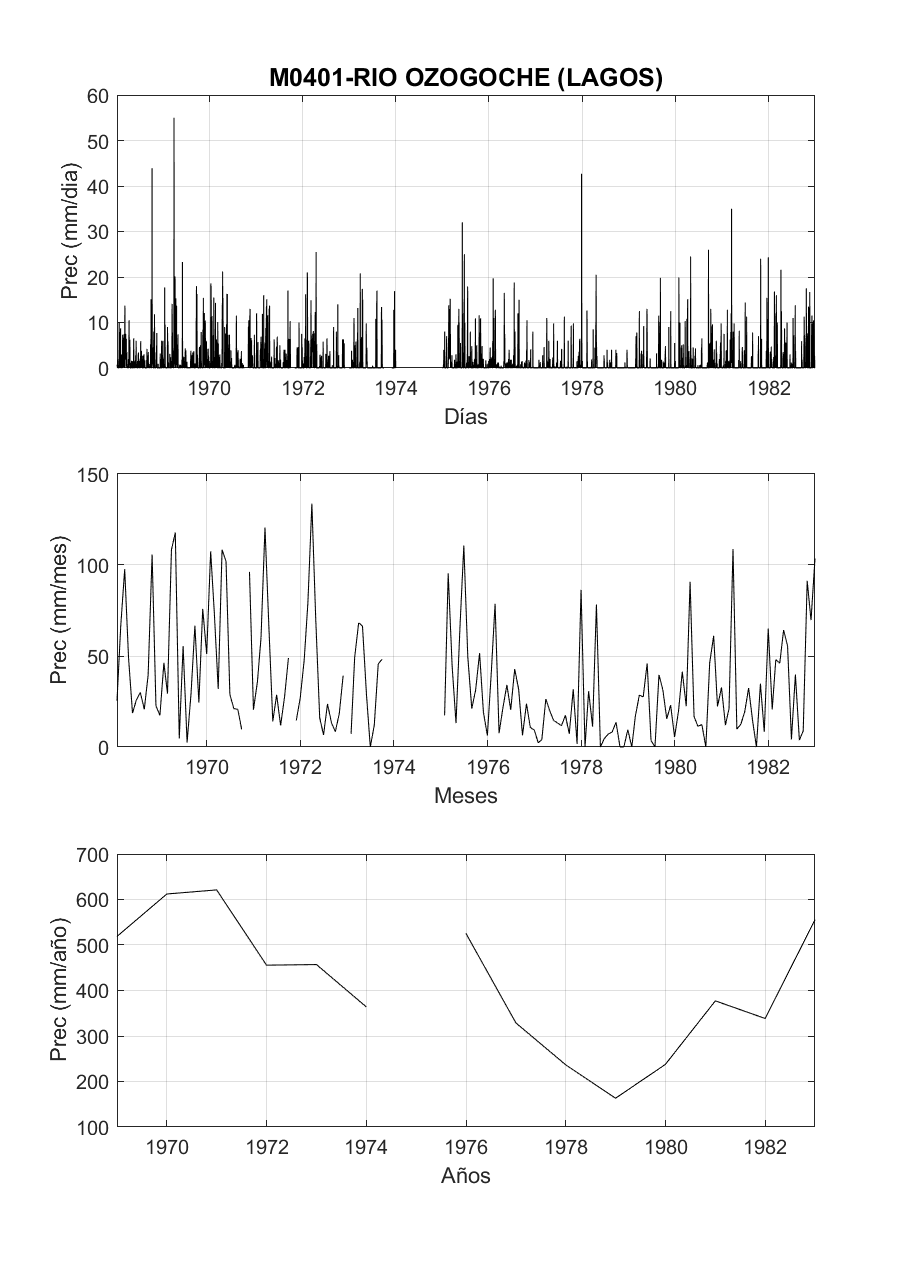 M0401-RIO OZOGOCHE (LAGOS)
60
50
40
30
20
10
0
Prec (mm/dia)
1970 1972 1974 1976 1978 1980 1982
Días
150
100
50
0
Prec (mm/mes)
1970 1972 1974 1976 1978 1980 1982
Meses
700
600
500
400
300
200
100
Prec (mm/año)
1970 1972 1974 1976 1978 1980 1982
Años